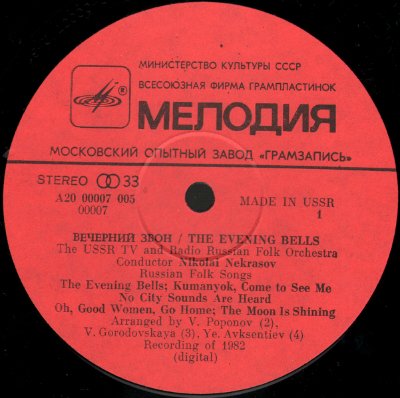 МИНИСТЕРСТВО КУЛЬТУРЫ СССР
ВСЕСОЮЗНАЯ ФИРМА ГРАМПЛАСТИНОК
МЕЛОДИЯ
МОСКОВСКИЙ ОПЫТНЫЙ ЗАВОД «ГРАМЗАПИСЬ»
STEREO 33
A20 00007 005
00007
MADE IN USSR
1
ВЕЧЕРНИЙ ЗВОН / THE EVENING BELLS
The USSR TV and Radio Russian Folk Orchestra
Conductor Nikolai Nekrasov
Russian Folk Songs
The Evening Bells; Kumanyok, Come to See Me
No City Sounds Are Heard
Oh, Good Women, Go Home; The Moon Is Shining
Arranged by V. Poponov (2),
V. Gorodovskaya (3), Ye. Avksentiev (4)
Recording of 1982
(digital)